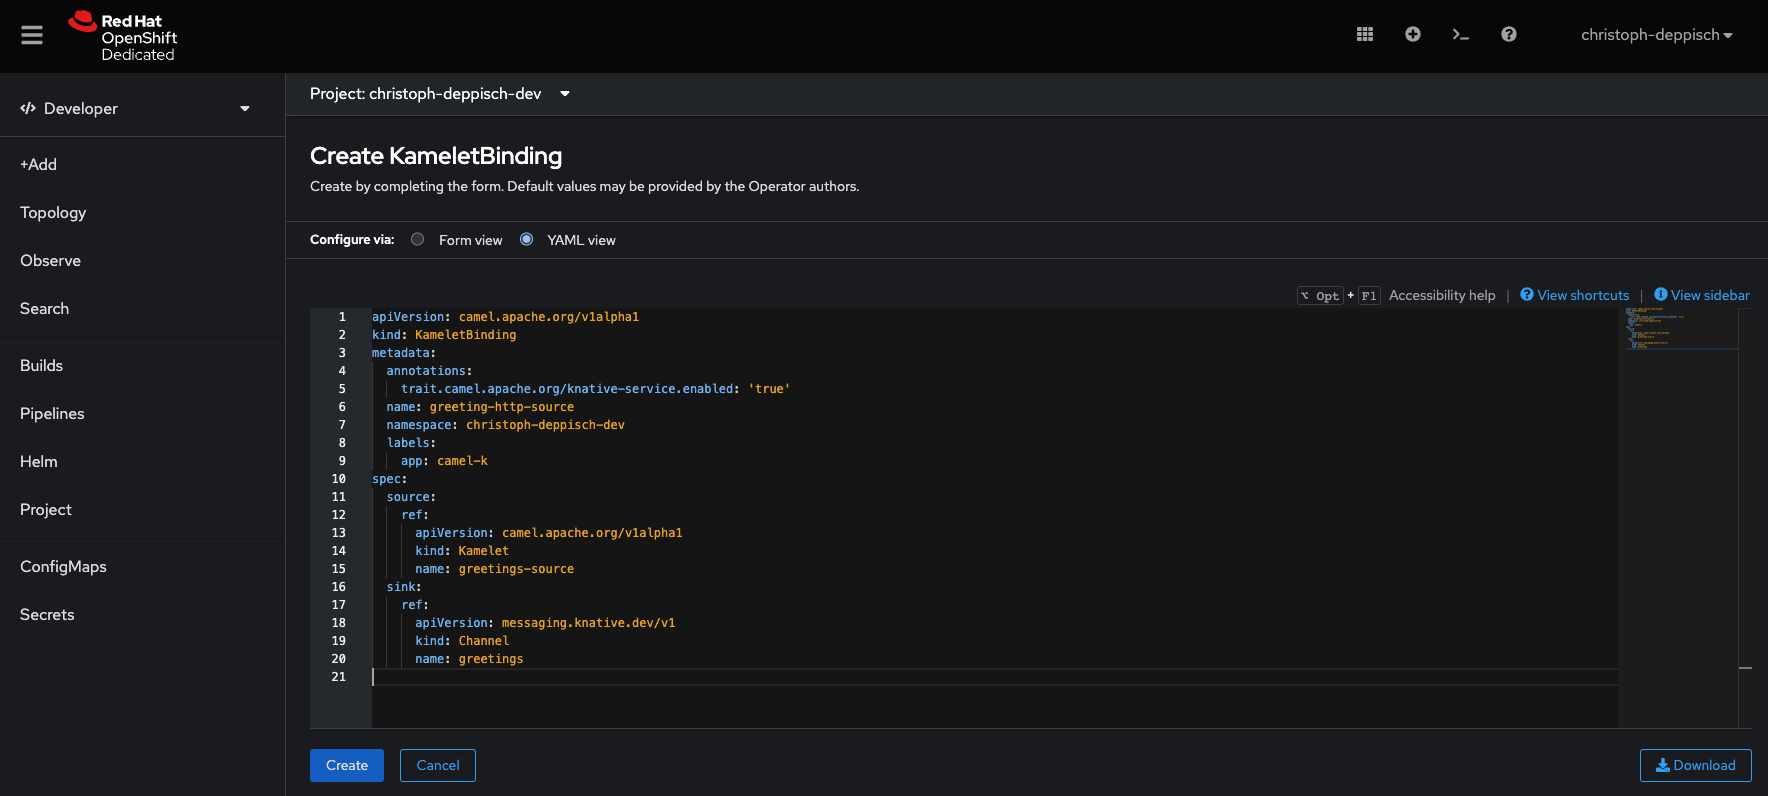 Red Hat
OpenShift
Dedicated
christoph-deppisch
Developer
+Add
Topology
Observe
Search
Builds
Pipelines
Helm
Project
ConfigMaps
Secrets
Project: christoph-deppisch-dev
Create KameletBinding
Create by completing the form. Default values may be provided by the Operator authors.
Configure via: Form view YAML view
⌥ Opt + F1 Accessibility help | View shortcuts | View sidebar
1 apiVersion: camel.apache.org/v1alpha1
2 kind: KameletBinding
3 metadata:
4 annotations:
5 trait.camel.apache.org/knative-service.enabled: 'true'
6 name: greeting-http-source
7 namespace: christoph-deppisch-dev
8 labels:
9 app: camel-k
10 spec:
11 source:
12 ref:
13 apiVersion: camel.apache.org/v1alpha1
14 kind: Kamelet
15 name: greetings-source
16 sink:
17 ref:
18 apiVersion: messaging.knative.dev/v1
19 kind: Channel
20 name: greetings
21
Create Cancel Download